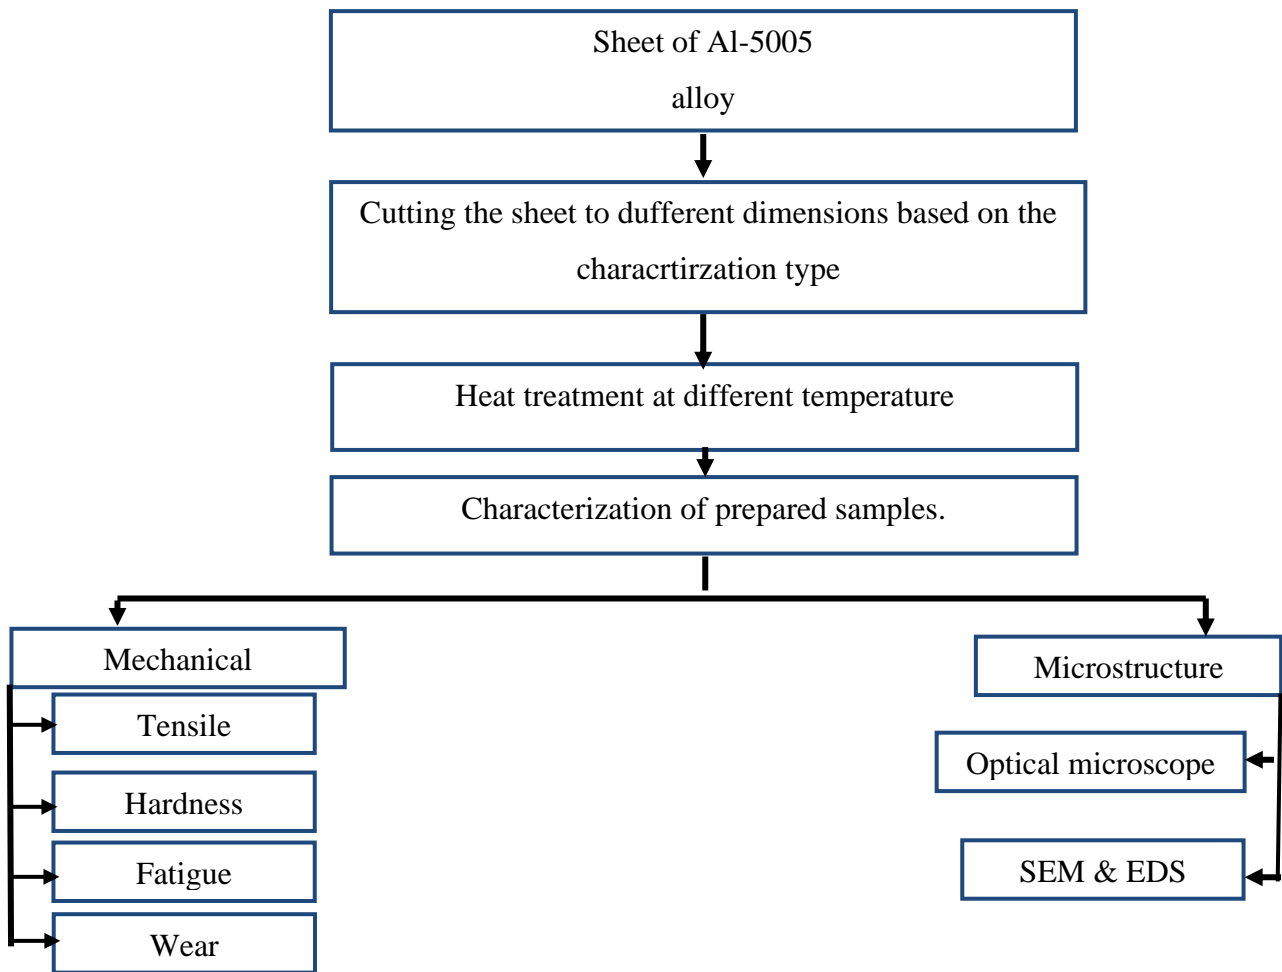 Sheet of Al-5005
alloy
Cutting the sheet to dufferent dimensions based on the
characrtirzation type
Heat treatment at different temperature
Characterization of prepared samples.
Mechanical
Tensile
Hardness
Fatigue
Wear
Microstructure
Optical microscope
SEM & EDS